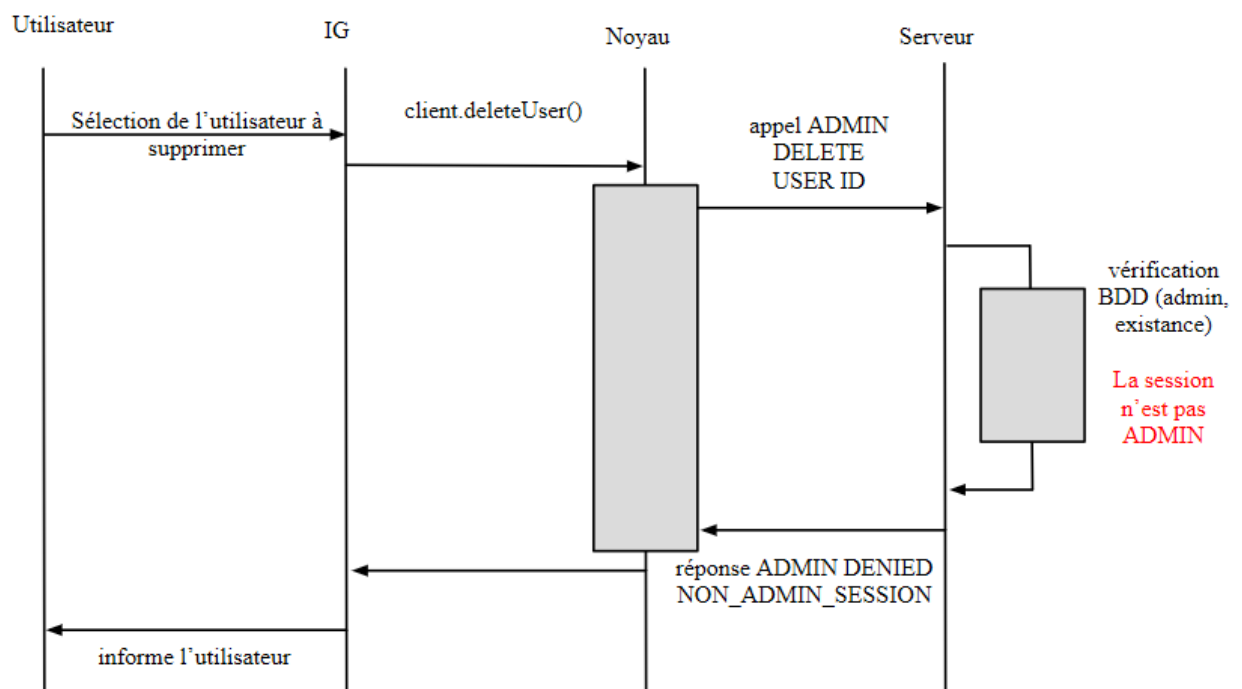 Utilisateur
IG
Noyau
Serveur
Sélection de l'utilisateur à
supprimer
client.deleteUser()
appel ADMIN
DELETE
USER ID
vérification
BDD (admin,
existance)
La session
n'est pas
ADMIN
réponse ADMIN DENIED
NON_ADMIN_SESSION
informe l'utilisateur